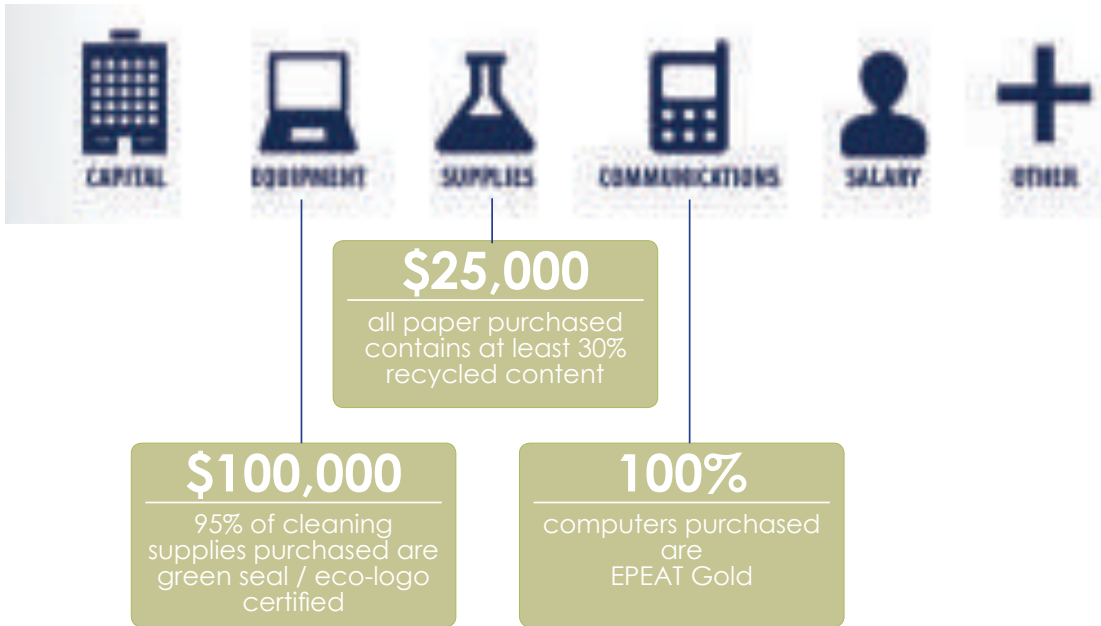 CAPITAL EQUIPMENT SUPPLIES COMMUNICATIONS SALARY OTHER
$25,000
all paper purchased
contains at least 30%
recycled content
$100,000
95% of cleaning
supplies purchased are
green seal / eco-logo
certified
100%
computers purchased
are
EPEAT Gold